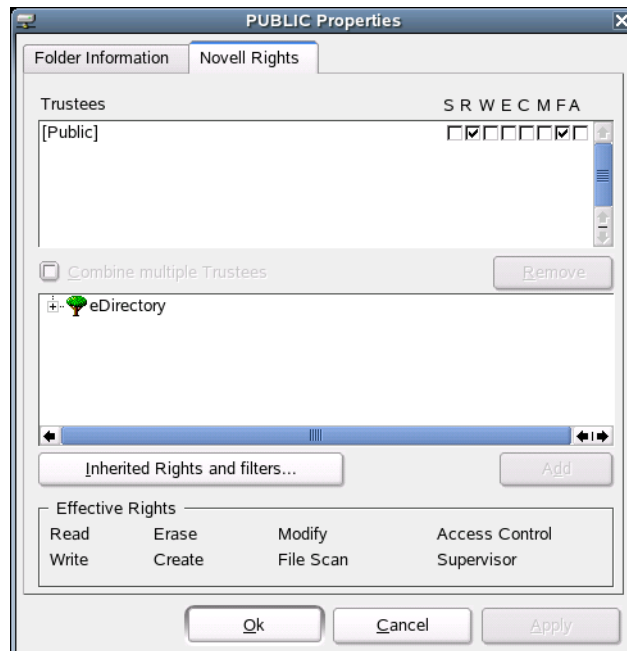 PUBLIC Properties
Folder Information Novell Rights
Trustees S R W E C M F A
[Public]
Combine multiple Trustees Remove
eDirectory
Inherited Rights and filters... Add
Effective Rights
Read Erase Modify Access Control
Write Create File Scan Supervisor
Ok Cancel Apply